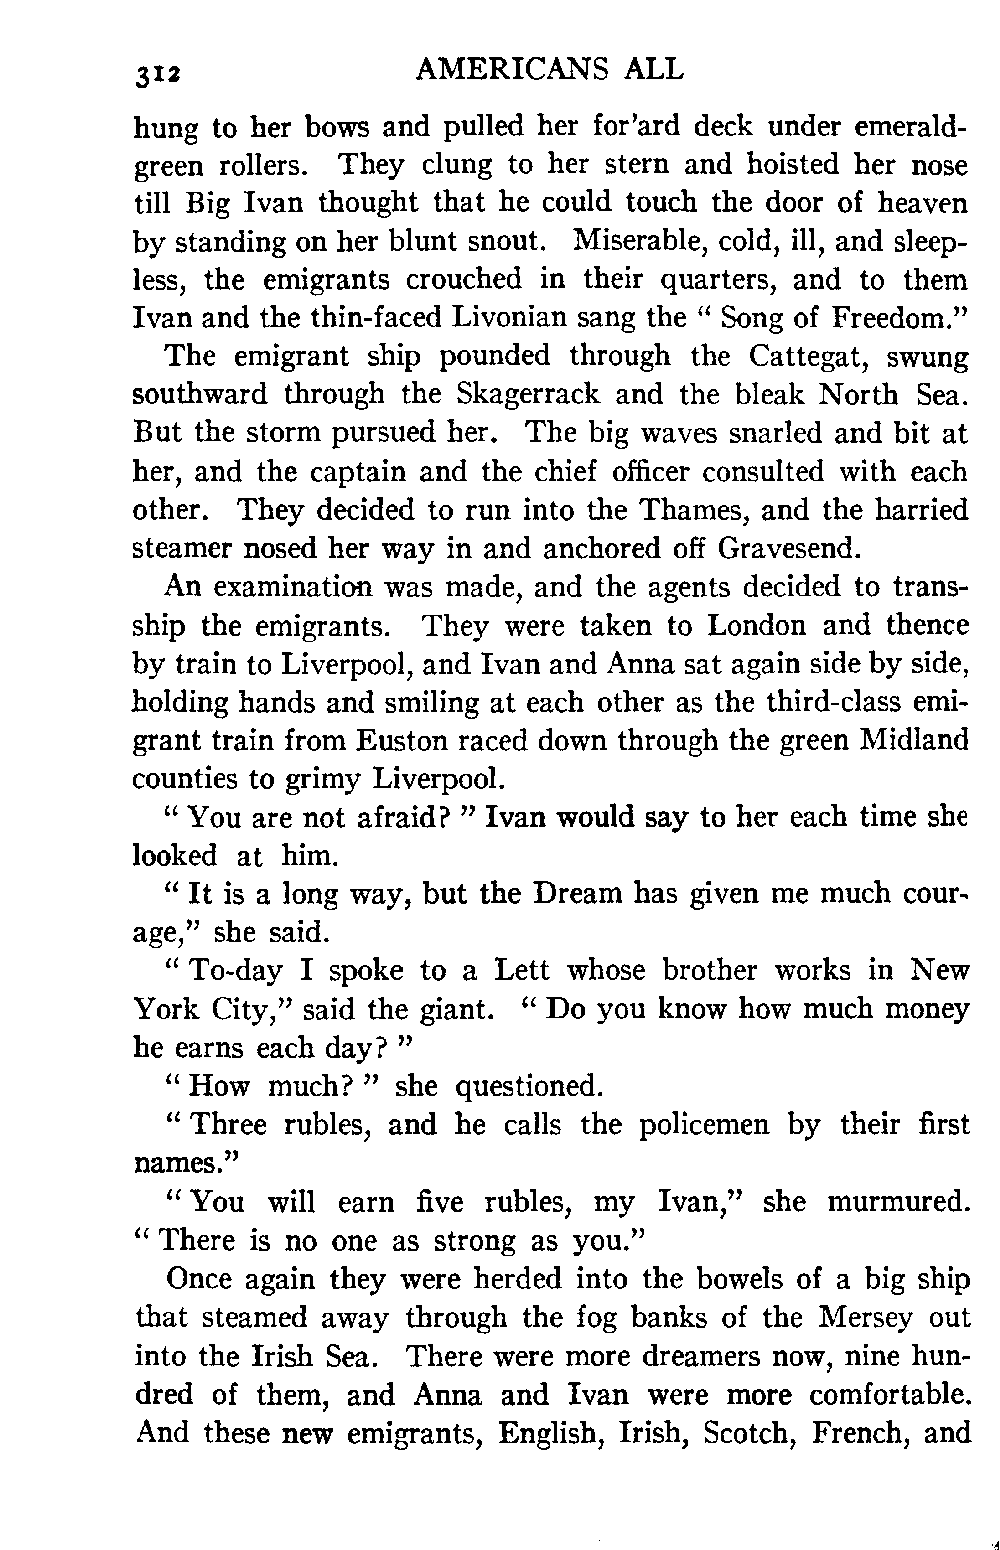 312 AMERICANS ALL
hung to her bows and pulled her for'ard deck under emerald-
green rollers. They clung to her stern and hoisted her nose
till Big Ivan thought that he could touch the door of heaven
by standing on her blunt snout. Miserable, cold, ill, and sleep-
less, the emigrants crouched in their quarters, and to them
Ivan and the thin-faced Livonian sang the " Song of Freedom."
The emigrant ship pounded through the Cattegat, swung
southward through the Skagerrack and the bleak North Sea.
But the storm pursued her. The big waves snarled and bit at
her, and the captain and the chief officer consulted with each
other. They decided to run into the Thames, and the harried
steamer nosed her way in and anchored off Gravesend.
An examination was made, and the agents decided to trans-
ship the emigrants. They were taken to London and thence
by train to Liverpool, and Ivan and Anna sat again side by side,
holding hands and smiling at each other as the third-class emi-
grant train from Euston raced down through the green Midland
counties to grimy Liverpool.
" You are not afraid? " Ivan would say to her each time she
looked at him.
" It is a long way, but the Dream has given me much cour-
age," she said.
" To-day I spoke to a Lett whose brother works in New
York City," said the giant. " Do you know how much money
he earns each day? "
" How much? " she questioned.
" Three rubles, and he calls the policemen by their first
names."
" You will earn five rubles, my Ivan," she murmured.
" There is no one as strong as you."
Once again they were herded into the bowels of a big ship
that steamed away through the fog banks of the Mersey out
into the Irish Sea. There were more dreamers now, nine hun-
dred of them, and Anna and Ivan were more comfortable.
And these new emigrants, English, Irish, Scotch, French, and